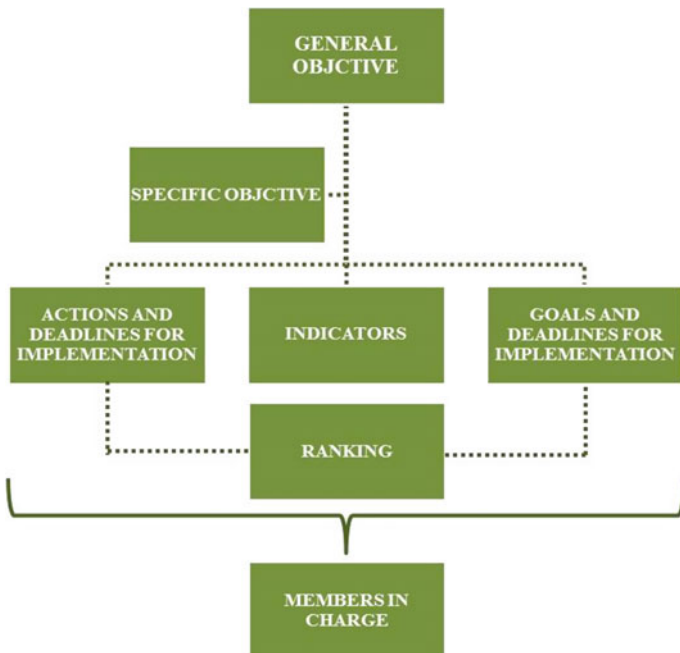 GENERAL
OBJCTIVE
SPECIFIC OBJCTIVE
ACTIONS AND
DEADLINES FOR
IMPLEMENTATION
INDICATORS
GOALS AND
DEADLINES FOR
IMPLEMENTATION
RANKING
MEMBERS IN
CHARGE